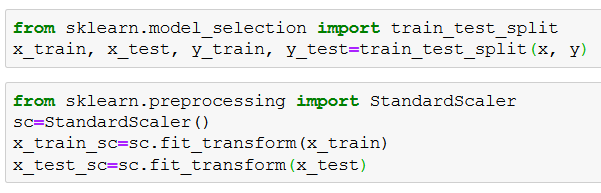 from sklearn.model_selection import train_test_split
x_train, x_test, y_train, y_test=train_test_split(x, y)
from sklearn.preprocessing import StandardScaler
sc=StandardScaler()
x_train_sc=sc.fit_transform(x_train)
x_test_sc=sc.fit_transform(x_test)